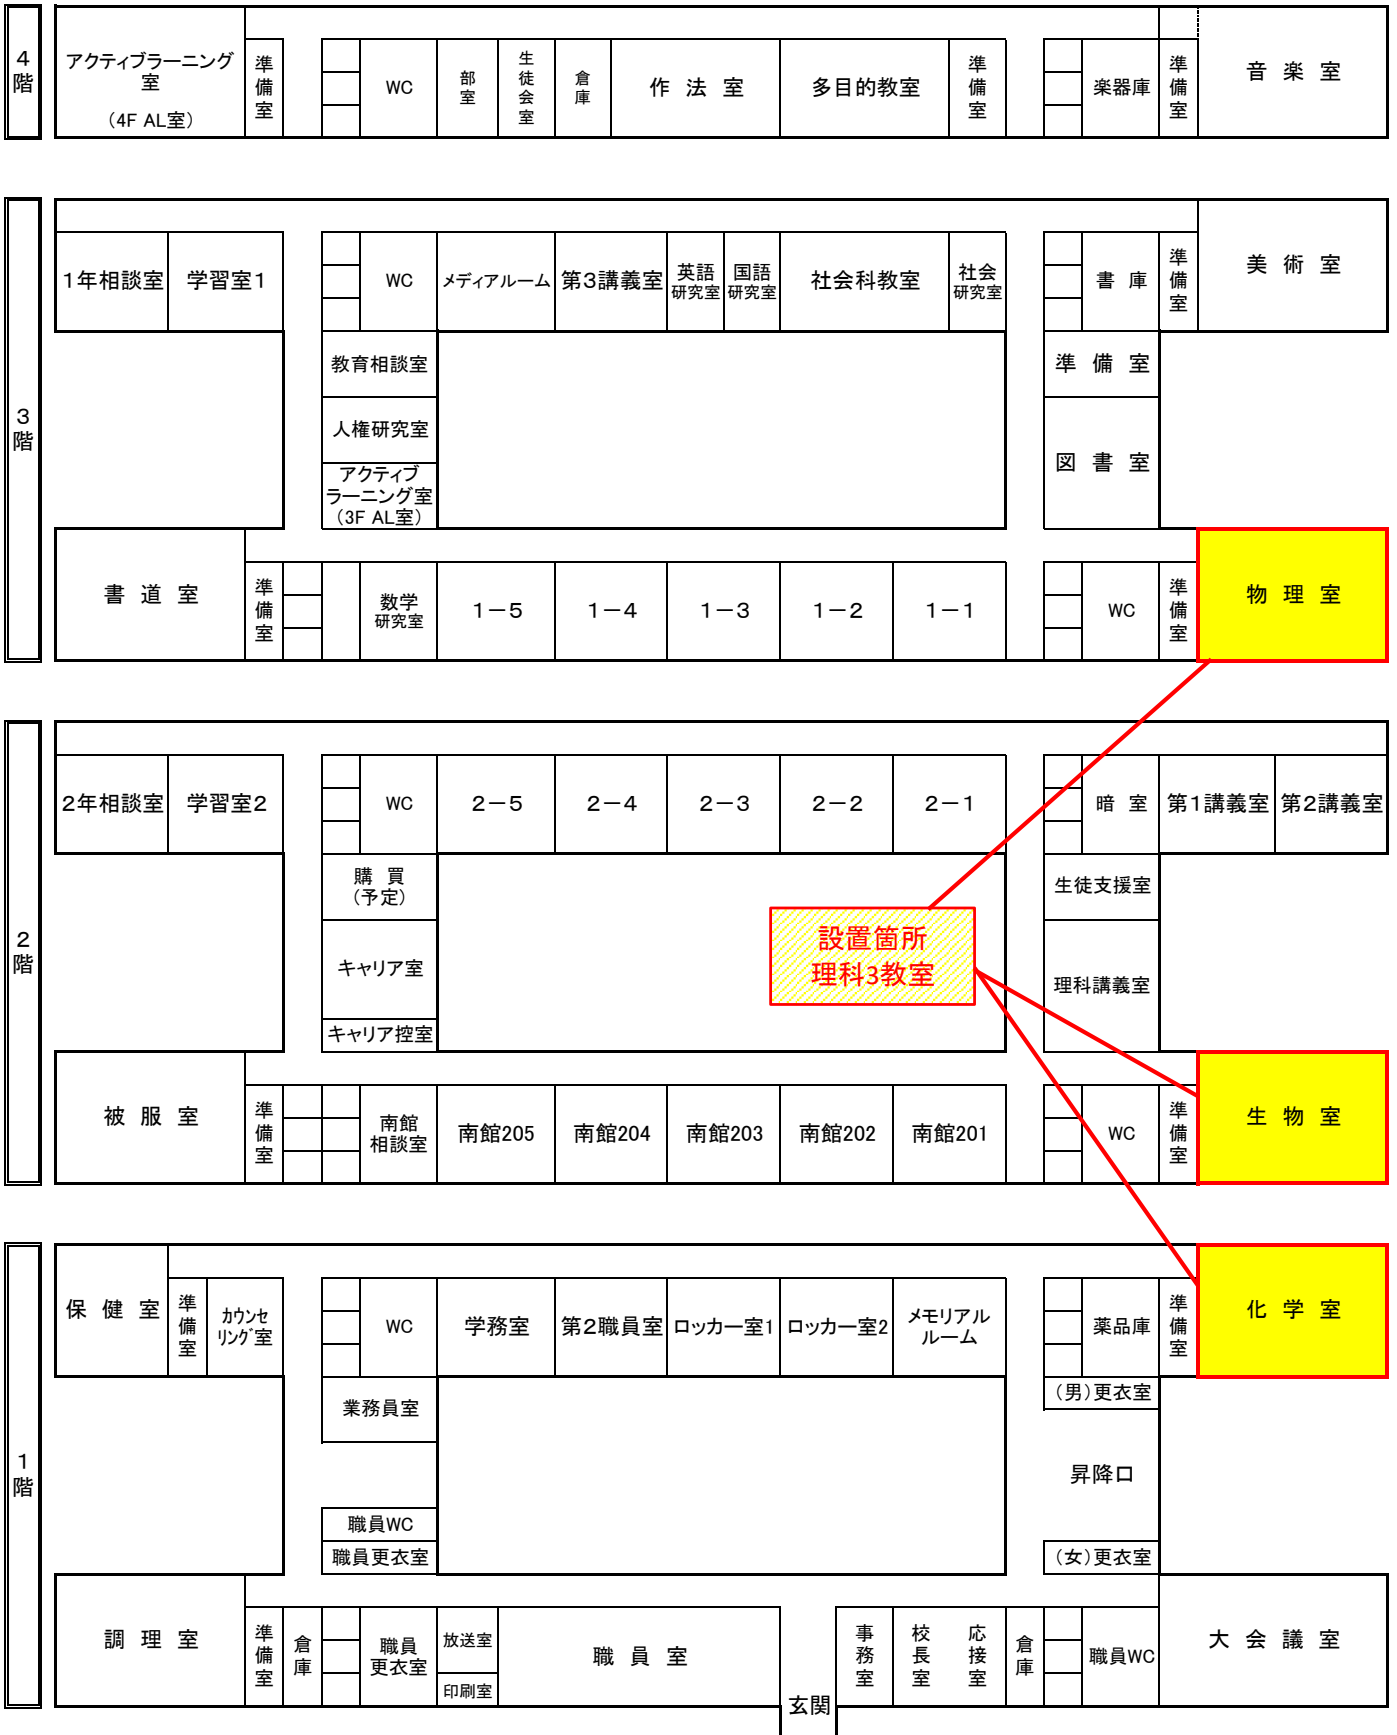 4
階
アクティブラーニング
室
(4F AL室)
準
備
室
WC
部
室
生
徒
会
室
倉
庫
作 法 室
多目的教室
準
備
室
楽器庫
準
備
室
音 楽 室
3
階
1年相談室
学習室1
WC
メディアルーム
第3講義室
英語
研究室
国語
研究室
社会科教室
社会
研究室
書 庫
準
備
室
美 術 室
教育相談室
人権研究室
アクティブ
ラーニング室
(3F AL室)
準 備 室
図 書 室
書 道 室
準
備
室
数学
研究室
1-5
1-4
1-3
1-2
1-1
WC
準
備
室
物 理 室
2
階
2年相談室
学習室2
WC
2-5
2-4
2-3
2-2
2-1
暗 室
第1講義室
第2講義室
購 買
(予定)
キャリア室
キャリア控室
設置箇所
理科3教室
生徒支援室
理科講義室
被 服 室
準
備
室
南館
相談室
南館205
南館204
南館203
南館202
南館201
WC
準
備
室
生 物 室
1
階
保 健 室
準
備
室
カウンセ
リング室
WC
学務室
第2職員室
ロッカー室1
ロッカー室2
メモリアル
ルーム
薬品庫
準
備
室
化 学 室
業務員室
職員WC
職員更衣室
(男)更衣室
昇降口
(女)更衣室
調 理 室
準
備
室
倉
庫
職員
更衣室
放送室
印刷室
職 員 室
玄関
事
務
室
校
長
室
応
接
室
倉
庫
職員WC
大 会 議 室